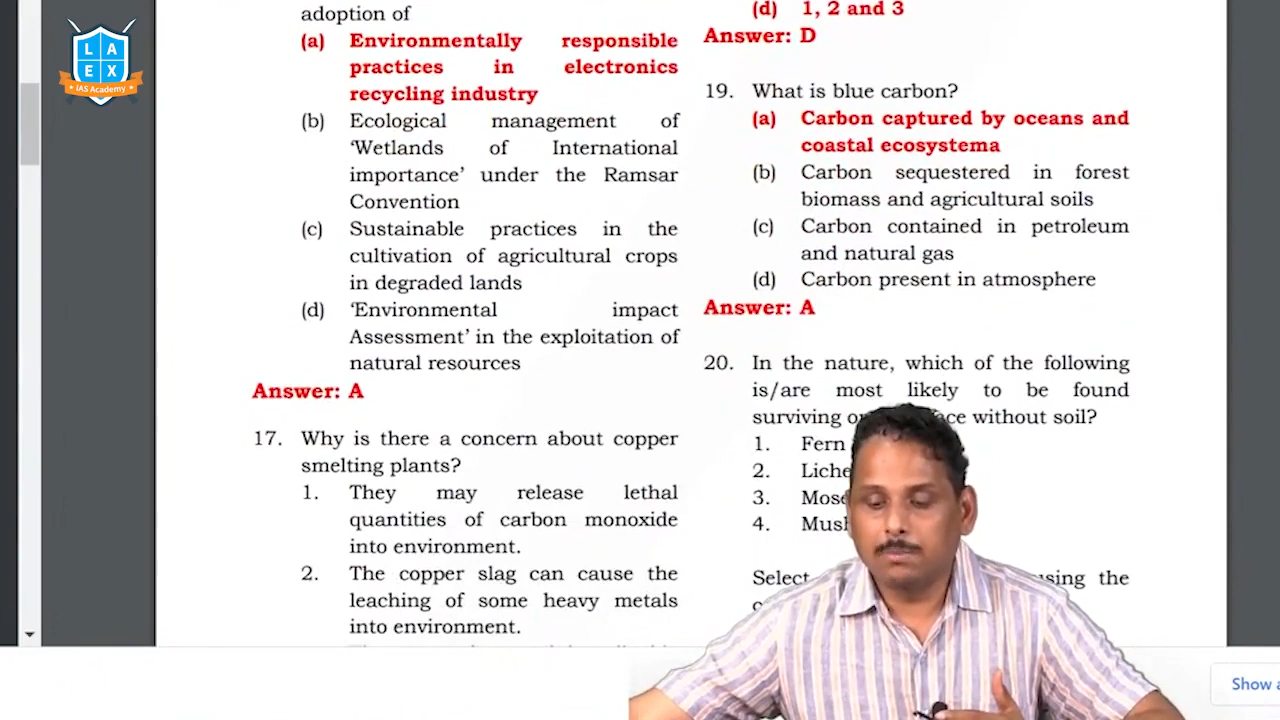 L A
E X
IAS Academy
adoption of
(a) Environmentally responsible
practices in electronics
recycling industry
(b) Ecological management of
‘Wetlands of International
importance’ under the Ramsar
Convention
(c) Sustainable practices in the
cultivation of agricultural crops
in degraded lands
(d) ‘Environmental impact
Assessment’ in the exploitation of
natural resources
Answer: A
17. Why is there a concern about copper
smelting plants?
1. They may release lethal
quantities of carbon monoxide
into environment.
2. The copper slag can cause the
leaching of some heavy metals
into environment.
(d) 1, 2 and 3
Answer: D
19. What is blue carbon?
(a) Carbon captured by oceans and
coastal ecosystema
(b) Carbon sequestered in forest
biomass and agricultural soils
(c) Carbon contained in petroleum
and natural gas
(d) Carbon present in atmosphere
Answer: A
20. In the nature, which of the following
is/are most likely to be found
surviving without soil?
1. Fern
2.
3.
4.
Select using the
Show